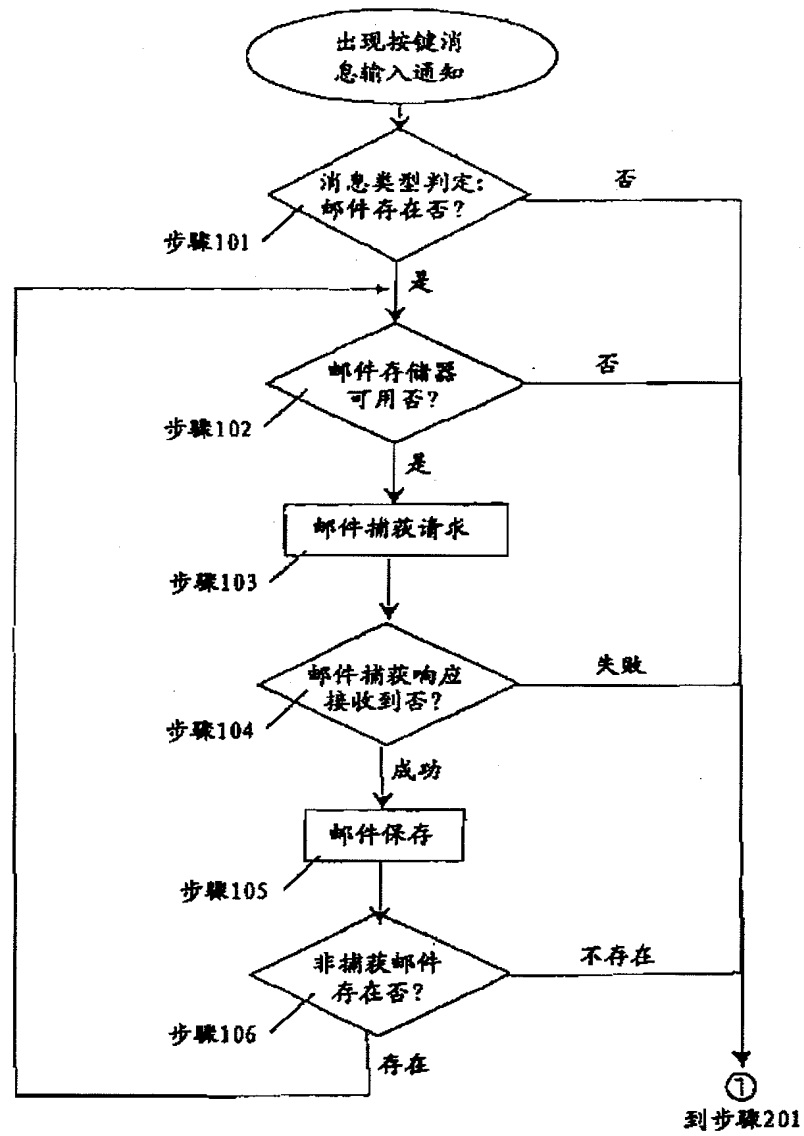 出现按键消
息输入通知
消息类型判定:
邮件存在否?
否
步骤101
是
邮件存储器
可用否?
否
步骤102
是
邮件捕获请求
步骤103
邮件捕获响应
接收到否?
失败
步骤104
成功
邮件保存
步骤105
非捕获邮件
存在否?
不存在
步骤106
存在
①
到步骤201